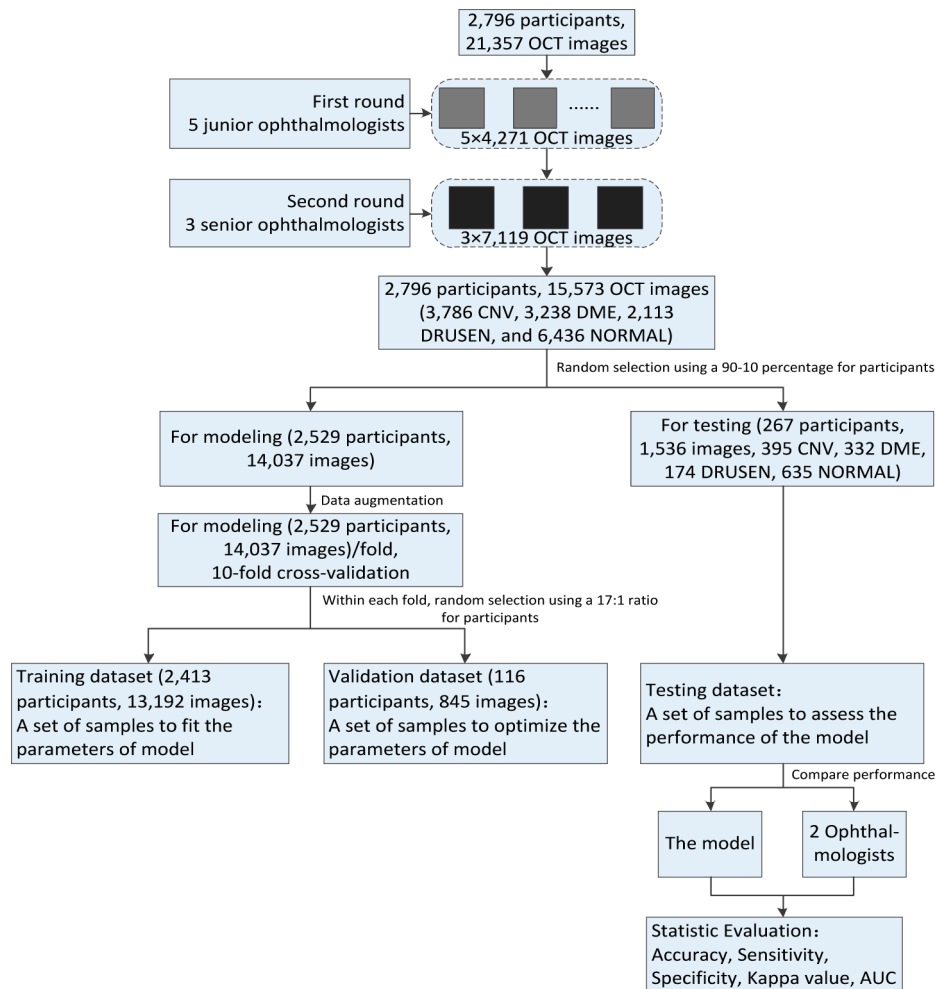 2,796 participants,
21,357 OCT images
First round
5 junior ophthalmologists
......
5×4,271 OCT images
Second round
3 senior ophthalmologists
3×7,119 OCT images
2,796 participants, 15,573 OCT images
(3,786 CNV, 3,238 DME, 2,113
DRUSEN, and 6,436 NORMAL)
Random selection using a 90-10 percentage for participants
For modeling (2,529 participants,
14,037 images)
For testing (267 participants,
1,536 images, 395 CNV, 332 DME,
174 DRUSEN, 635 NORMAL)
Data augmentation
For modeling (2,529 participants,
14,037 images)/fold,
10-fold cross-validation
Within each fold, random selection using a 17:1 ratio
for participants
Training dataset (2,413
participants, 13,192 images):
A set of samples to fit the
parameters of model
Validation dataset (116
participants, 845 images):
A set of samples to optimize the
parameters of model
Testing dataset:
A set of samples to assess the
performance of the model
Compare performance
The model
2 Ophthal-
mologists
Statistic Evaluation:
Accuracy, Sensitivity,
Specificity, Kappa value, AUC